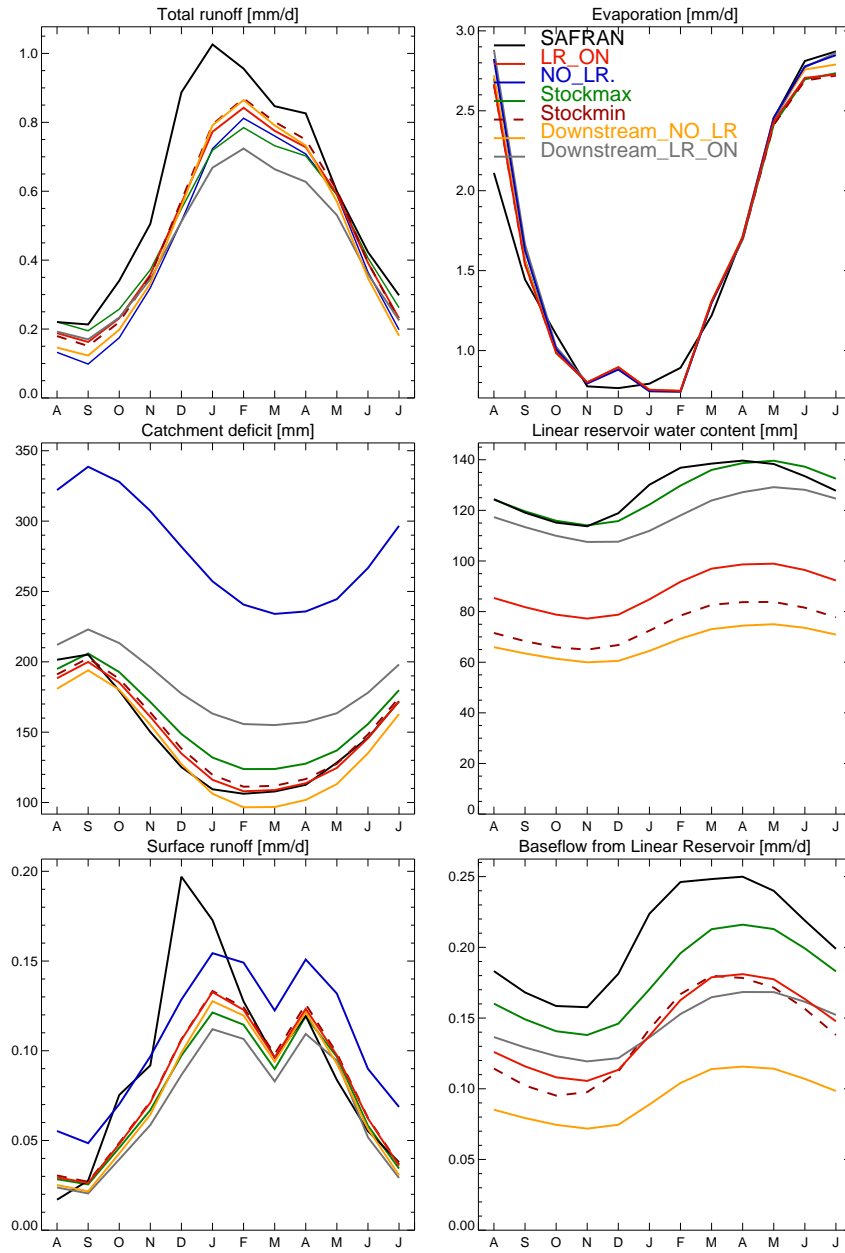 Total runoff [mm/d]
1.0
0.8
0.6
0.4
0.2
0.0
A S O N D J F M A M J J
Evaporation [mm/d]
3.0
2.5
2.0
1.5
1.0
A S O N D J F M A M J J
SAFRAN
LR_ON
NO_LR.
Stockmax
Stockmin
Downstream_NO_LR
Downstream_LR_ON
Catchment deficit [mm]
350
300
250
200
150
100
A S O N D J F M A M J J
Linear reservoir water content [mm]
140
120
100
80
60
40
20
0
A S O N D J F M A M J J
Surface runoff [mm/d]
0.20
0.15
0.10
0.05
0.00
A S O N D J F M A M J J
Baseflow from Linear Reservoir [mm/d]
0.25
0.20
0.15
0.10
0.05
0.00
A S O N D J F M A M J J